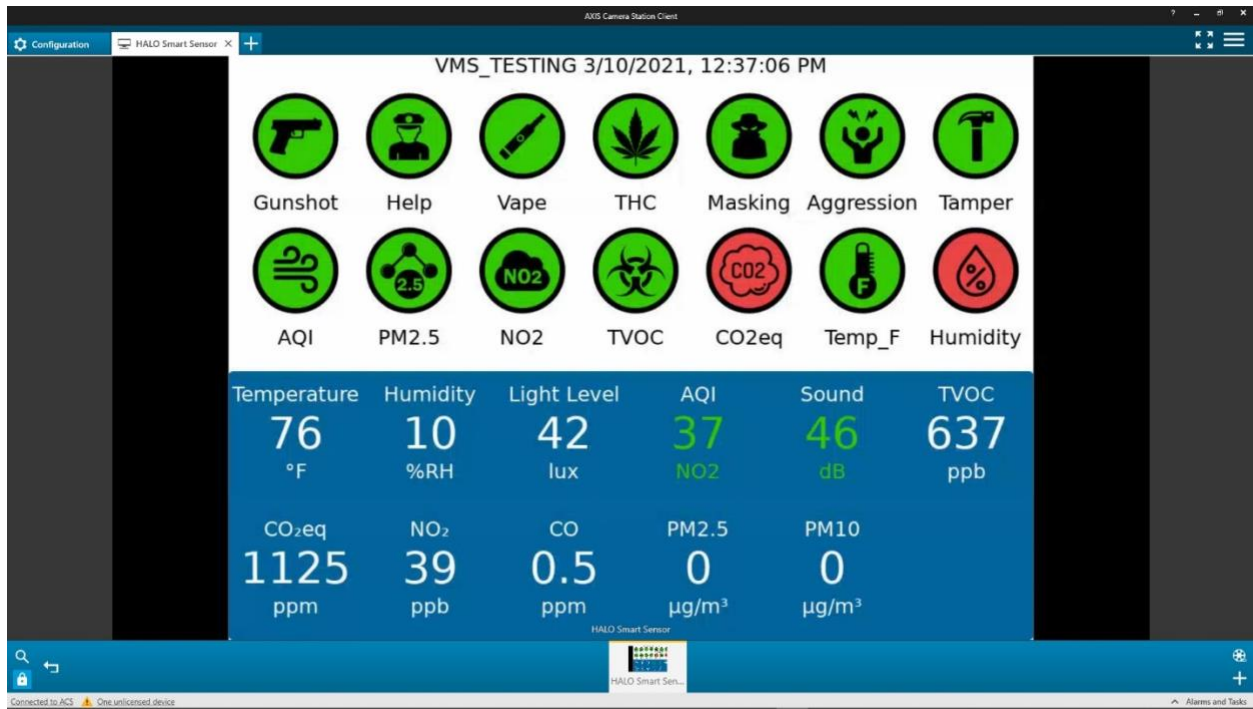 AXIS Camera Station Client
?
Configuration
HALO Smart Sensor
VMS_TESTING 3/10/2021, 12:37:06 PM
Gunshot Help Vape THC Masking Aggression Tamper
2.5 NO2 CO2 F %
AQI PM2.5 NO2 TVOC CO2eq Temp_F Humidity
Temperature Humidity Light Level AQI Sound TVOC
76 10 42 37 46 637
°F %RH lux NO2 dB ppb
CO₂eq NO₂ CO PM2.5 PM10
1125 39 0.5 0 0
ppm ppb ppm µg/m³ µg/m³
HALO Smart Sensor
HALO Smart Sen...
Connected to ACS One unlicensed device Alarms and Tasks